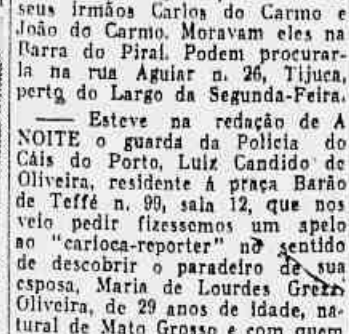 seus irmãos Carlos do Carmo e
João do Carmo. Moravam eles na
Barra do Piraí. Podem procurar-
la na rua Aguiar n. 26, Tijuca,
perto do Largo da Segunda-Feira.
—— Esteve na redação de A
NOITE o guarda da Policia do
Cáis do Porto, Luiz Candido de
Oliveira, residente á praça Barão
de Teffé n. 99, sala 12, que nos
veio pedir fizessemos um apelo
ao "carioca-reporter" no sentido
de descobrir o paradeiro de sua
esposa, Maria de Lourdes
Oliveira, de 29 anos de idade, na-
tural de Mato Grosso e com quem